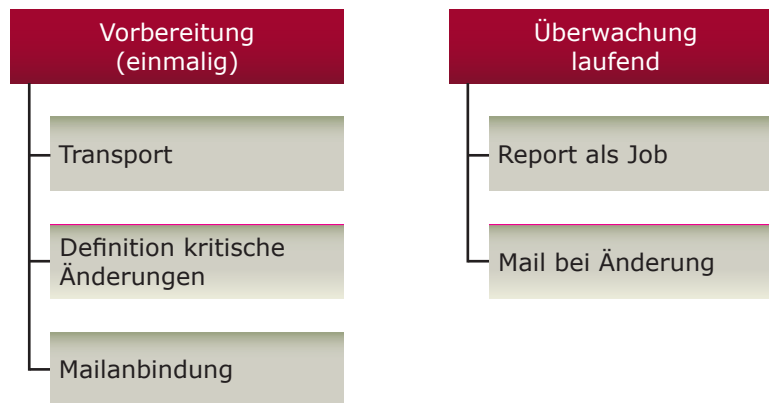 Vorbereitung
(einmalig)
Transport
Definition kritische
Änderungen
Mailanbindung
Überwachung
laufend
Report als Job
Mail bei Änderung